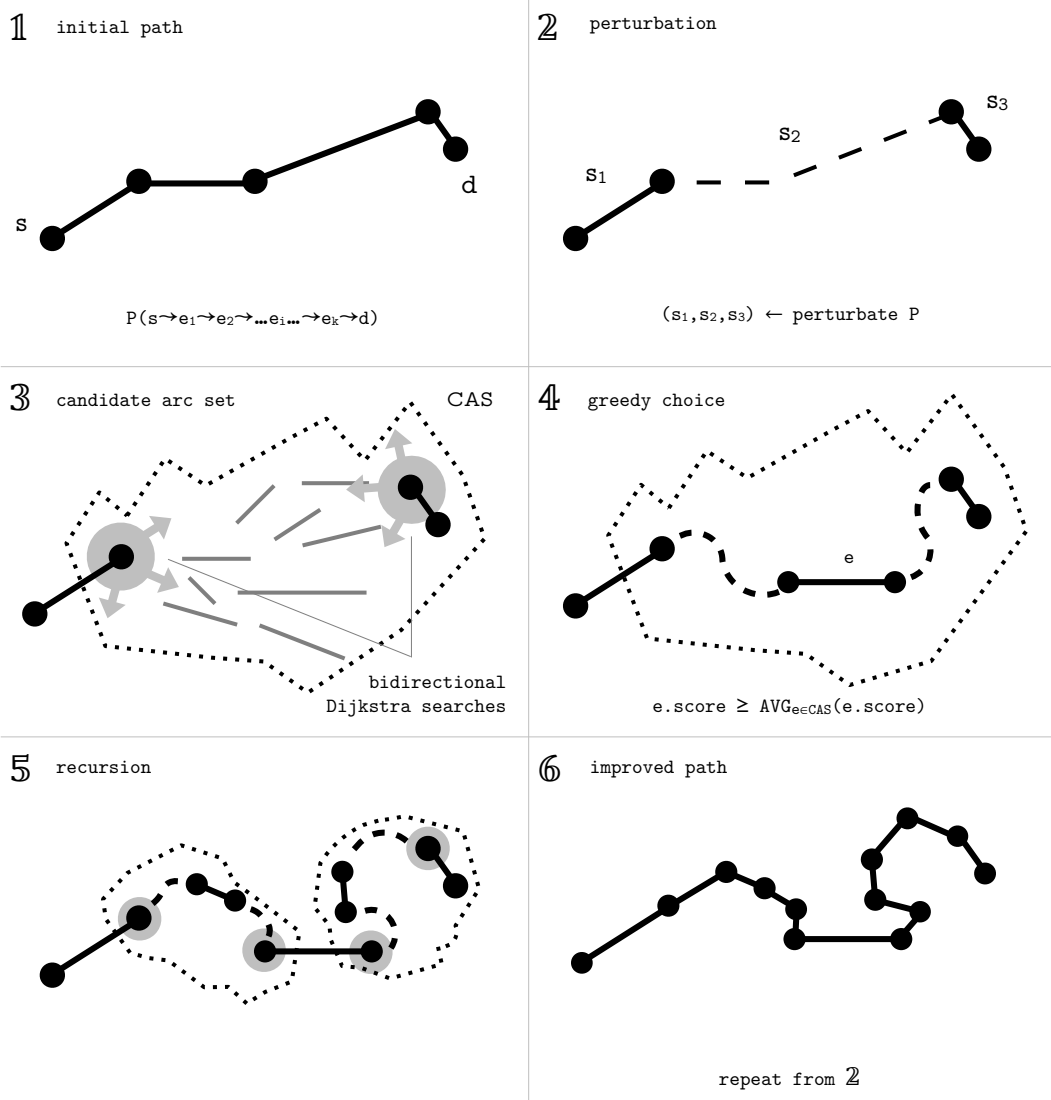 𝟙 initial path
s
d
P(s→e₁→e₂→…eᵢ…→eₖ→d)
𝟚 perturbation
s₁
s₂
s₃
(s₁,s₂,s₃) ← perturbate P
𝟛 candidate arc set
CAS
bidirectional
Dijkstra searches
𝟜 greedy choice
e
e.score ≥ AVGₑ∈CAS(e.score)
𝟝 recursion
𝟞 improved path
repeat from 𝟚